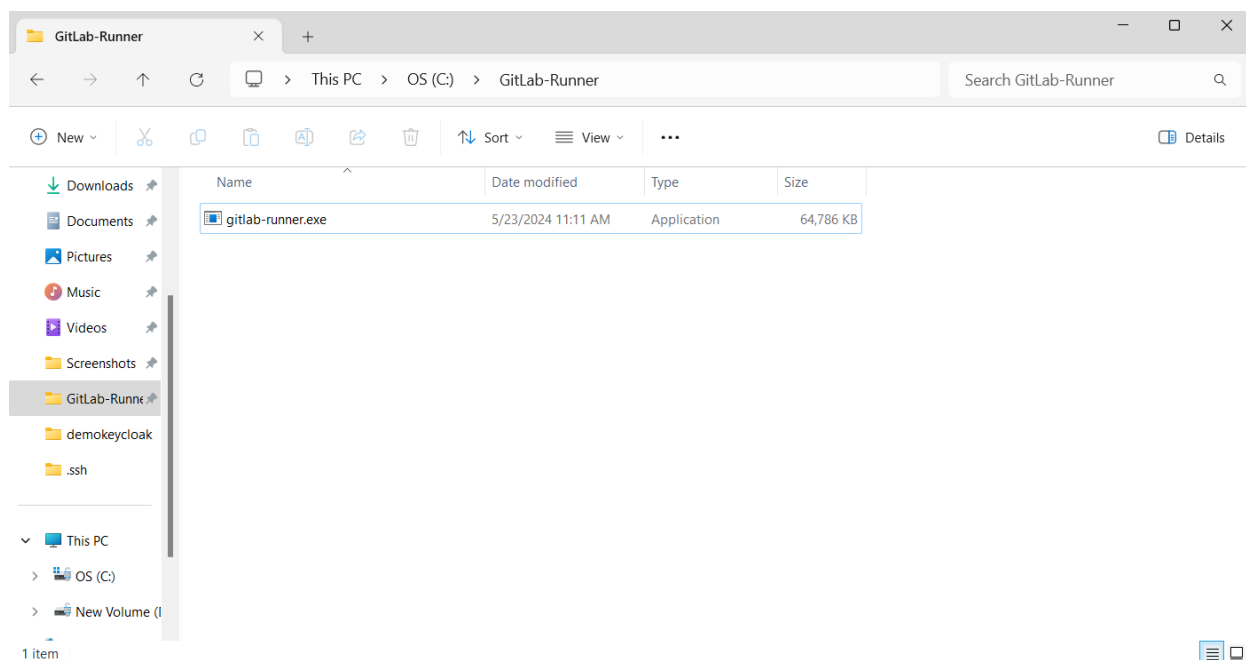 GitLab-Runner
This PC > OS (C:) > GitLab-Runner
Search GitLab-Runner
New
Sort
View
Details
Downloads
Documents
Pictures
Music
Videos
Screenshots
GitLab-Runne
demokeycloak
.ssh
This PC
OS (C:)
New Volume (
Name Date modified Type Size
gitlab-runner.exe 5/23/2024 11:11 AM Application 64,786 KB
1 item